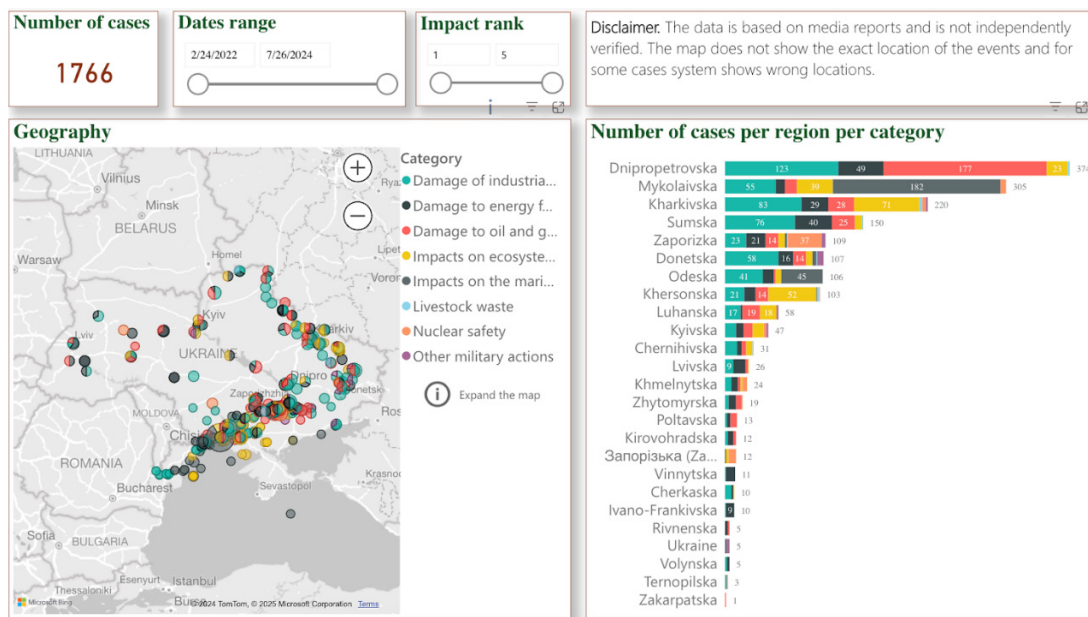 Number of cases
1766
Dates range
2/24/2022 7/26/2024
Impact rank
1 5
Disclaimer. The data is based on media reports and is not independently
verified. The map does not show the exact location of the events and for
some cases system shows wrong locations.
Geography
LITHUANIA
Vilnius
Minsk
BELARUS
Warsaw
Homel
Lipet
Voron
Kyiv
Lviv
UKRAINE
Dnipro
Zaporizhzhi
MOLDOVA
ROMANIA
Bucharest
Sevastopol
Krasnoc
Sofia
BULGARIA
Esenyurt
Istanbul
Thessaloniki
Microsoft Bing
2024 TomTom, © 2025 Microsoft Corporation Terms
Category
Damage of industria...
Damage to energy f...
Damage to oil and g...
Impacts on ecosyste...
Impacts on the mari...
Livestock waste
Nuclear safety
Other military actions
Expand the map
Number of cases per region per category
Dnipropetrovska 123 49 177 23 374
Mykolaivska 55 39 182 305
Kharkivska 83 29 28 71 220
Sumska 76 40 25 150
Zaporizka 23 21 14 37 109
Donetska 58 16 14 107
Odeska 41 45 106
Khersonska 21 14 52 103
Luhanska 17 19 18 58
Kyivska 47
Chernihivska 31
Lvivska 9 26
Khmelnytska 24
Zhytomyrska 19
Poltavska 13
Kirovohradska 12
Запорізька (Za... 12
Vinnytska 11
Cherkaska 10
Ivano-Frankivska 9 10
Rivnenska 5
Ukraine 5
Volynska 5
Ternopilska 3
Zakarpatska 1